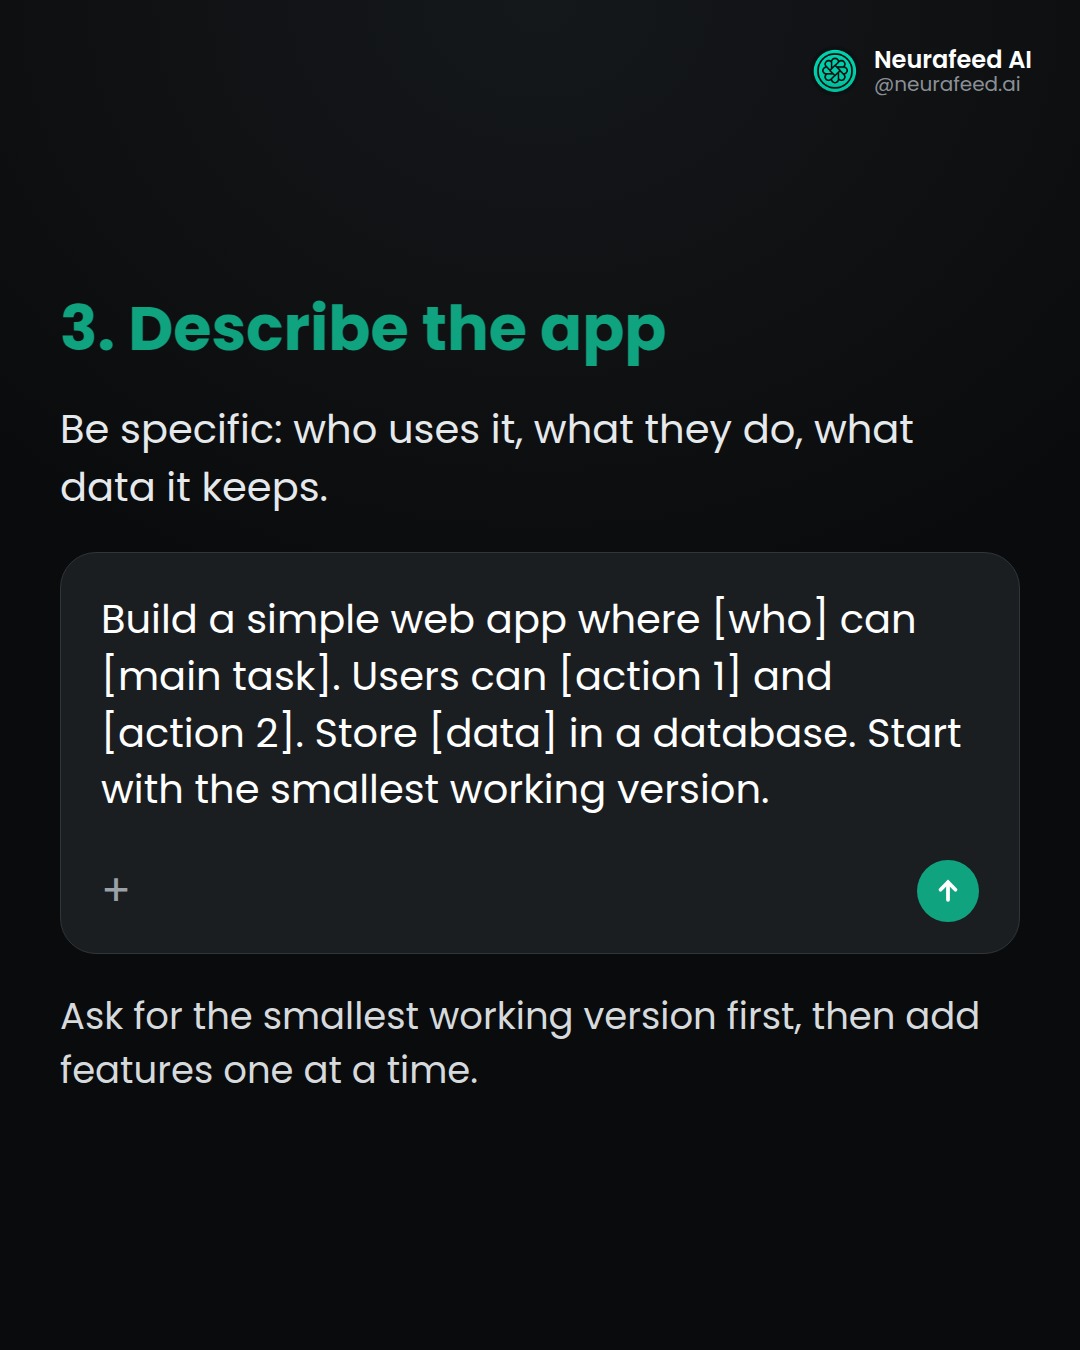 Neurafeed AI
@neurafeed.ai
3. Describe the app
Be specific: who uses it, what they do, what
data it keeps.
Build a simple web app where [who] can
[main task]. Users can [action 1] and
[action 2]. Store [data] in a database. Start
with the smallest working version.
+
Ask for the smallest working version first, then add
features one at a time.